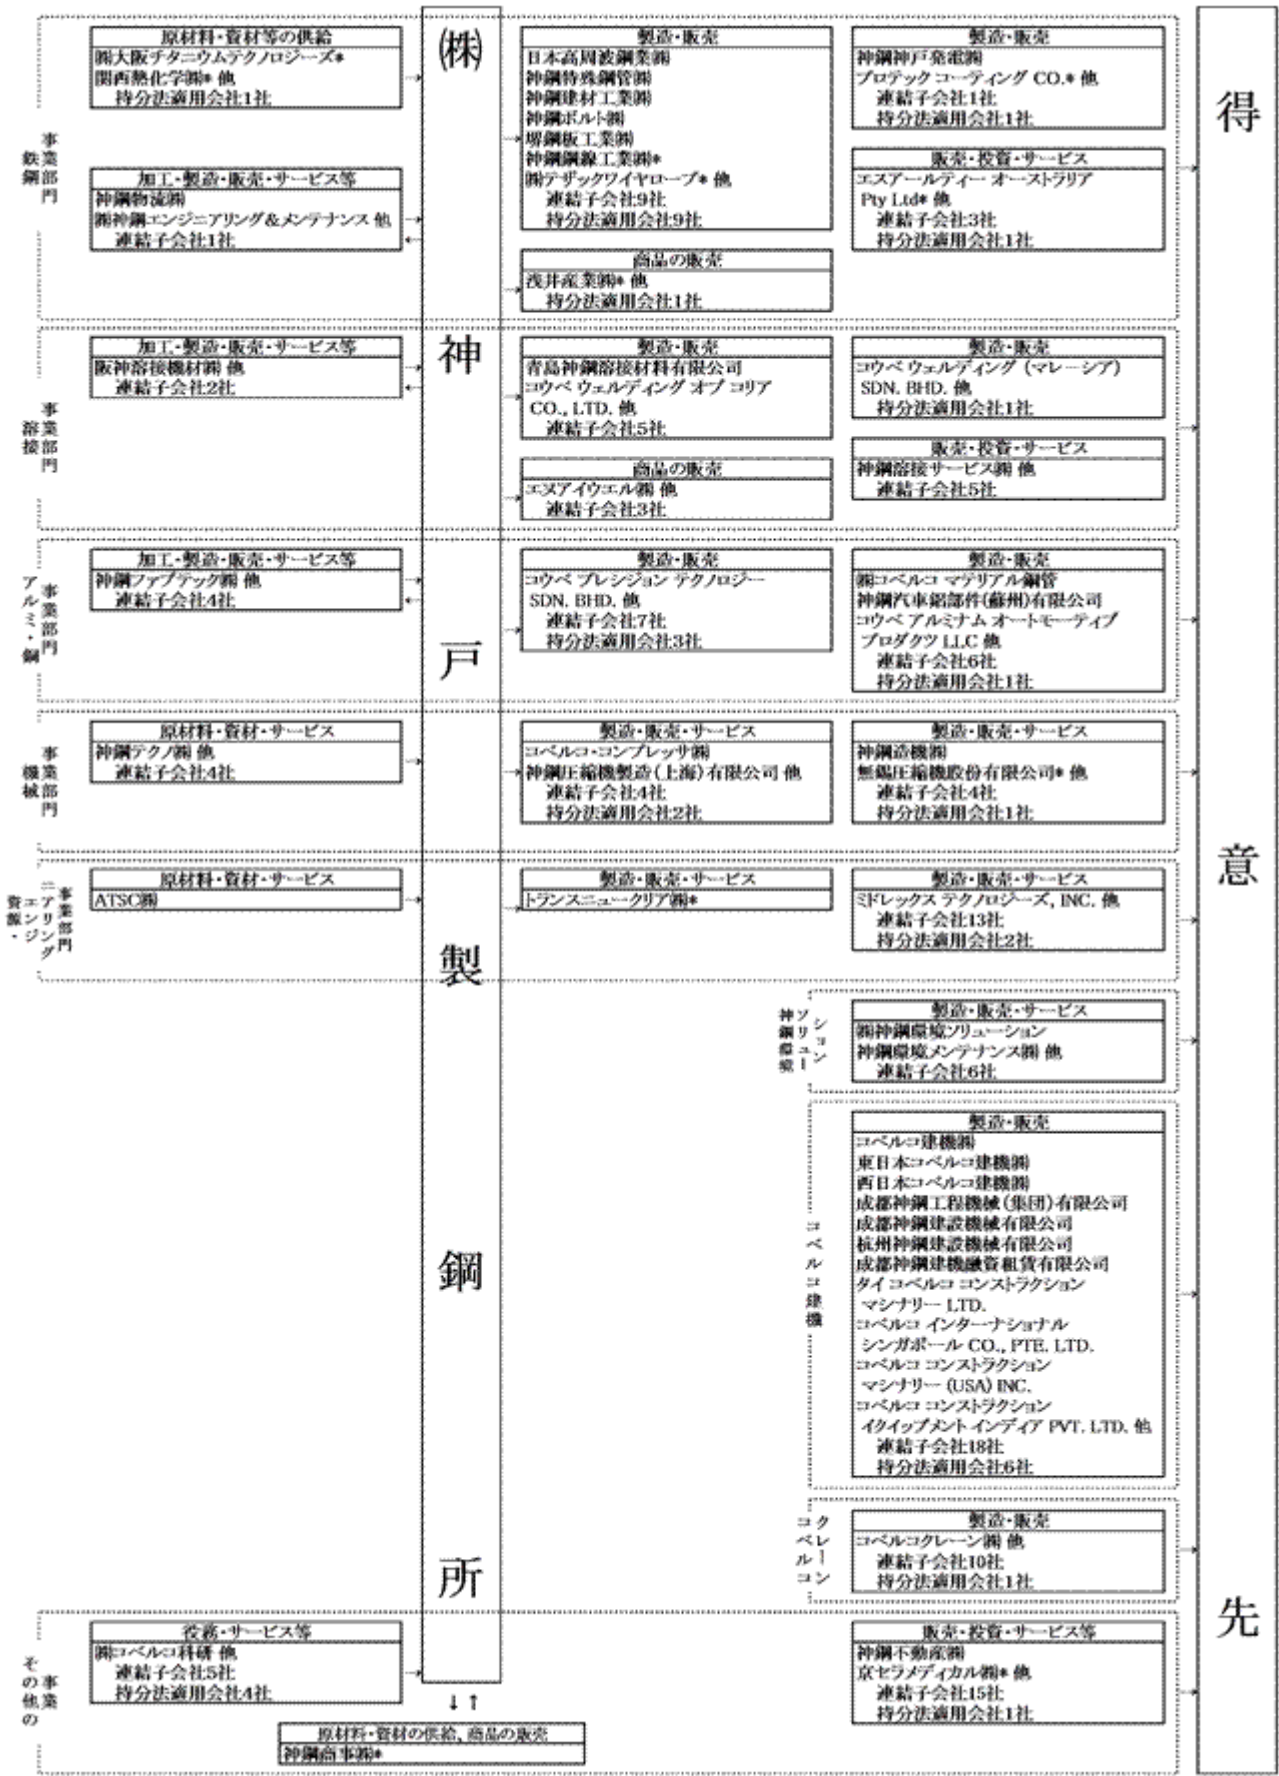 ㈱神戸製鋼所
得意先
鉄鋼事業部門
原材料・資材等の供給
㈱大阪チタニウムテクノロジーズ*
関西熱化学㈱* 他
持分法適用会社1社
加工・製造・販売・サービス等
神鋼物流㈱
㈱神鋼エンジニアリング&メンテナンス 他
連結子会社1社
製造・販売
日本高周波鋼業㈱
神鋼特殊鋼管㈱
神鋼建材工業㈱
神鋼ボルト㈱
堺鋼板工業㈱
神鋼鋼線工業㈱*
㈱テザックワイヤロープ* 他
連結子会社9社
持分法適用会社9社
商品の販売
浅井産業㈱* 他
持分法適用会社1社
製造・販売
神鋼神戸発電㈱
プロテック コーティング CO.* 他
連結子会社1社
持分法適用会社1社
販売・投資・サービス
エスアールティー オーストラリア
Pty Ltd* 他
連結子会社3社
持分法適用会社1社
溶接事業部門
加工・製造・販売・サービス等
阪神溶接機材㈱ 他
連結子会社2社
製造・販売
青島神鋼溶接材料有限公司
コウベ ウェルディング オブ コリア
CO., LTD. 他
連結子会社5社
商品の販売
エヌアイウエル㈱ 他
連結子会社3社
製造・販売
コウベ ウェルディング (マレーシア)
SDN. BHD. 他
持分法適用会社1社
販売・投資・サービス
神鋼溶接サービス㈱ 他
連結子会社5社
アルミ・銅事業部門
加工・製造・販売・サービス等
神鋼ファブテック㈱ 他
連結子会社4社
製造・販売
コウベ プレシジョン テクノロジー
SDN. BHD. 他
連結子会社7社
持分法適用会社3社
製造・販売
㈱コベルコ マテリアル銅管
神鋼汽車鋁部件(蘇州)有限公司
コウベ アルミナム オートモーティブ
プロダクツ LLC 他
連結子会社6社
持分法適用会社1社
機械事業部門
原材料・資材・サービス
神鋼テクノ㈱ 他
連結子会社4社
製造・販売・サービス
コベルコ・コンプレッサ㈱
神鋼圧縮機製造(上海)有限公司 他
連結子会社4社
持分法適用会社2社
製造・販売・サービス
神鋼造機㈱
無錫圧縮機股份有限公司* 他
連結子会社4社
持分法適用会社1社
資源・エンジニアリング事業部門
原材料・資材・サービス
ATSC㈱
製造・販売・サービス
トランスニュークリア㈱*
製造・販売・サービス
ミドレックス テクノロジーズ, INC. 他
連結子会社13社
持分法適用会社2社
神鋼環境ソリューション
製造・販売・サービス
㈱神鋼環境ソリューション
神鋼環境メンテナンス㈱ 他
連結子会社6社
コベルコ建機
製造・販売
コベルコ建機㈱
東日本コベルコ建機㈱
西日本コベルコ建機㈱
成都神鋼工程機械(集団)有限公司
成都神鋼建設機械有限公司
杭州神鋼建設機械有限公司
成都神鋼建機融資租賃有限公司
タイ コベルコ コンストラクション
マシナリー LTD.
コベルコ インターナショナル
シンガポール CO., PTE. LTD.
コベルコ コンストラクション
マシナリー (USA) INC.
コベルコ コンストラクション
イクイップメント インディア PVT. LTD. 他
連結子会社18社
持分法適用会社6社
コベルコクレーン
製造・販売
コベルコクレーン㈱ 他
連結子会社10社
持分法適用会社1社
その他の事業
役務・サービス等
㈱コベルコ科研 他
連結子会社5社
持分法適用会社4社
販売・投資・サービス等
神鋼不動産㈱
京セラメディカル㈱* 他
連結子会社15社
持分法適用会社1社
↓↑
原材料・資材の供給、商品の販売
神鋼商事㈱*